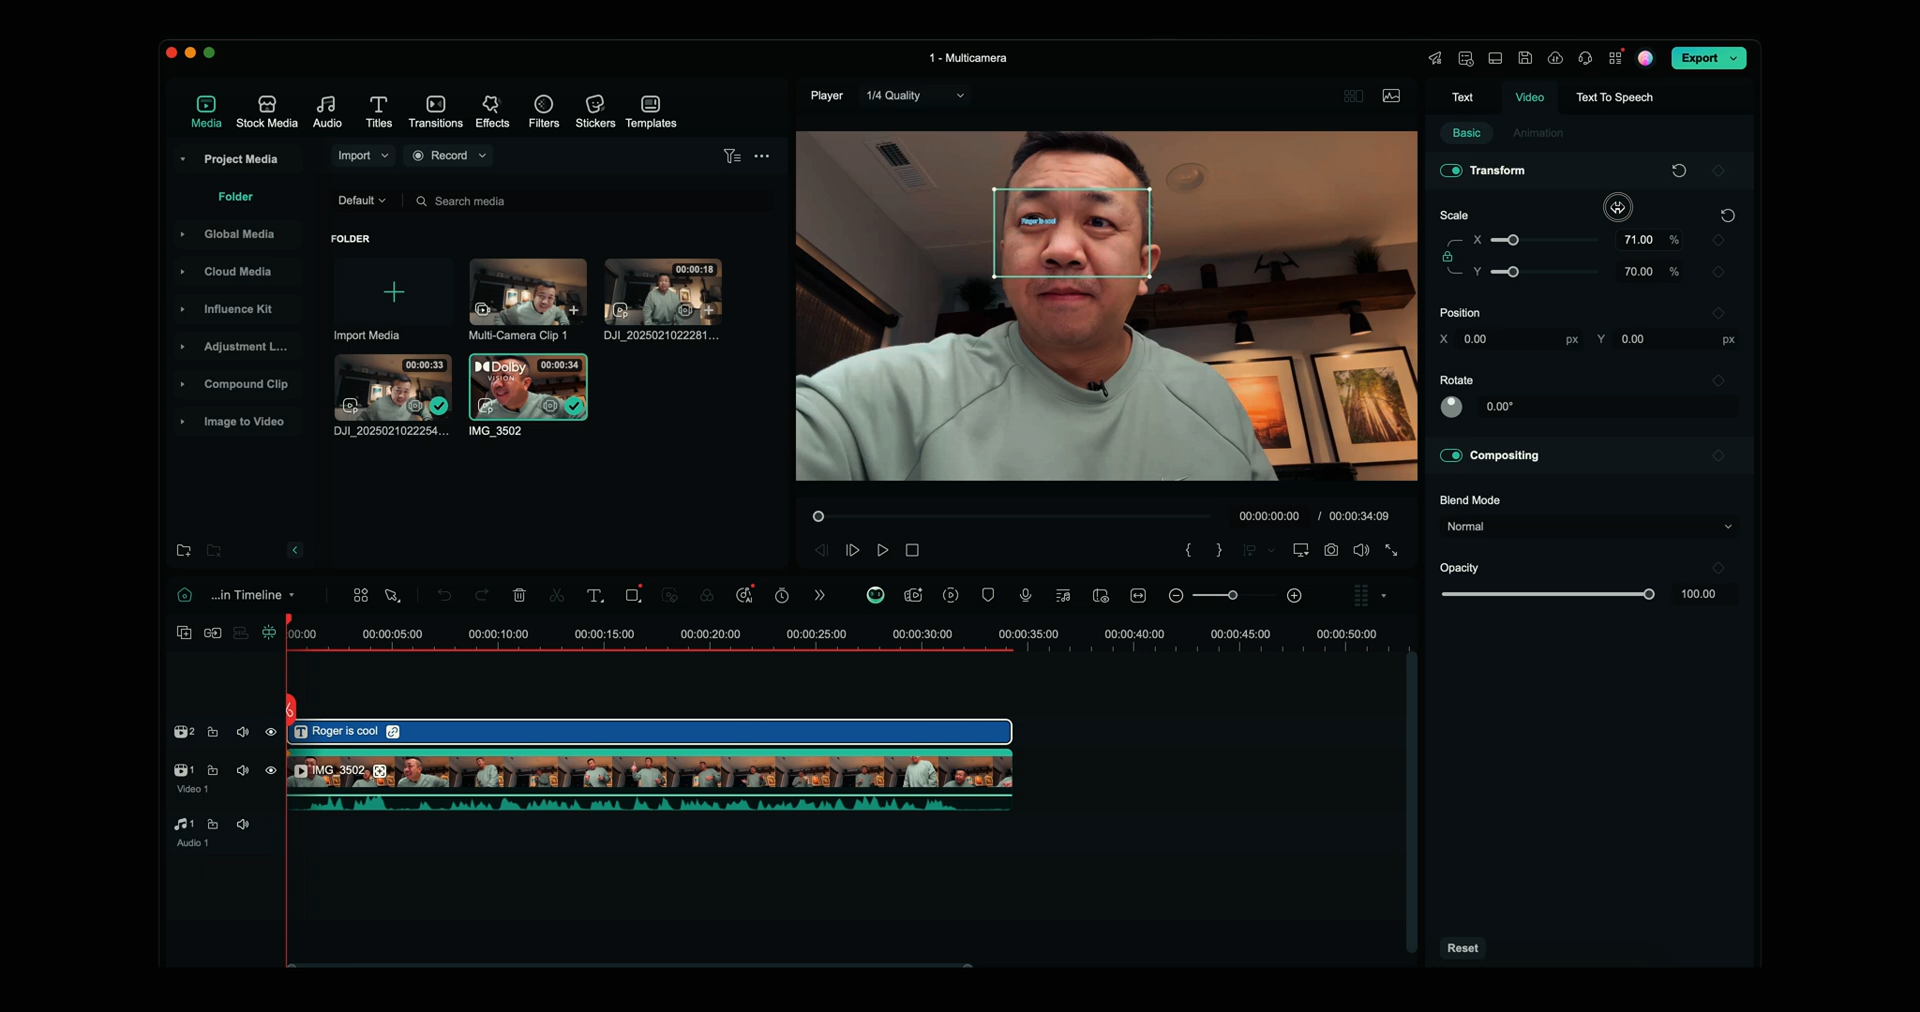 1 - Multicamera
Export
Media
Stock Media
Audio
Titles
Transitions
Effects
Filters
Stickers
Templates
Project Media
Folder
Global Media
Cloud Media
Influence Kit
Adjustment L...
Compound Clip
Image to Video
Import
Record
Default
Search media
FOLDER
Import Media
Multi-Camera Clip 1
00:00:18
DJI_2025021022281...
00:00:33
DJI_2025021022254...
Dolby
VISION
00:00:34
IMG_3502
Player
1/4 Quality
Roger is cool
00:00:00:00 / 00:00:34:09
{ }
Text
Video
Text To Speech
Basic
Animation
Transform
Scale
X 71.00 %
Y 70.00 %
Position
X 0.00 px Y 0.00 px
Rotate
0.00°
Compositing
Blend Mode
Normal
Opacity
100.00
Reset
...in Timeline
:00:00
00:00:05:00
00:00:10:00
00:00:15:00
00:00:20:00
00:00:25:00
00:00:30:00
00:00:35:00
00:00:40:00
00:00:45:00
00:00:50:00
2
Roger is cool
1
IMG_3502
Video 1
1
Audio 1